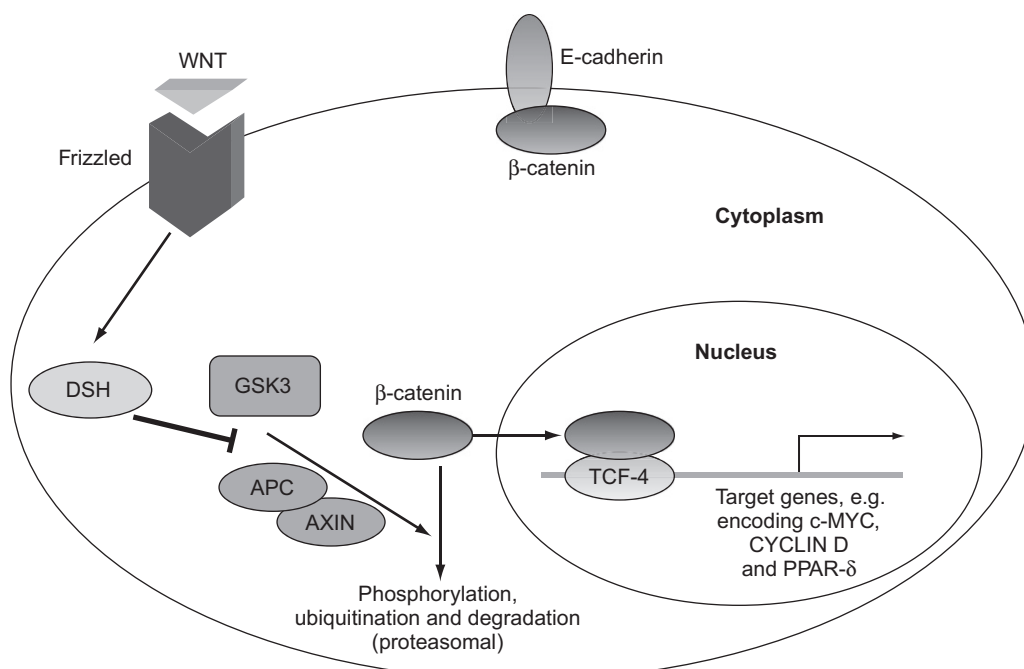 WNT
E-cadherin
Frizzled
β-catenin
Cytoplasm
Nucleus
DSH
GSK3
β-catenin
TCF-4
APC
AXIN
Target genes, e.g.
encoding c-MYC,
CYCLIN D
and PPAR-δ
Phosphorylation,
ubiquitination and degradation
(proteasomal)